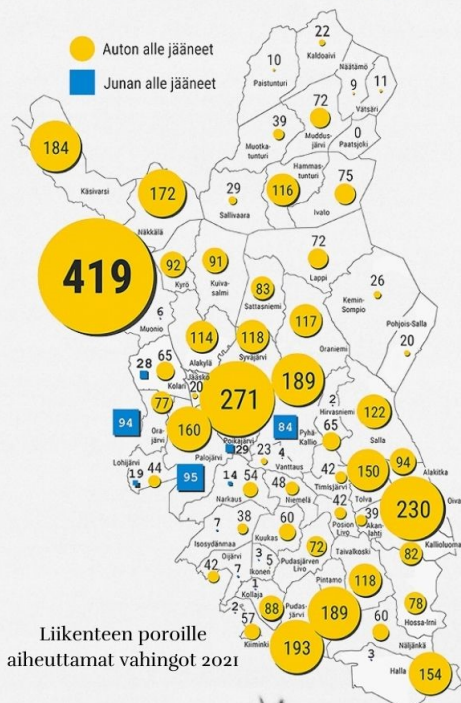 Auton alle jääneet
Junan alle jääneet
22
Kaldoaivi
10
Paistunturi
Näätämö
9
11
Vätsäri
39
Muotka-
tunturi
72
Muddus-
järvi
0
Paatsjoki
184
Käsivarsi
172
Näkkälä
29
Sallivaara
Hammas-
tunturi
116
75
Ivalo
419
92
Kyrö
91
Kuiva-
salmi
72
Lappi
83
Sattasniemi
26
Kemin-
Sompio
6
Muonio
114
Alakylä
118
Syväjärvi
117
Oraniemi
Pohjois-Salla
20
28
65
Kolari
Jääskö
20
271
Poikajärvi
189
2
Hirvasniemi
122
Salla
94
77
Ora-
järvi
160
Palojärvi
84
Pyhä-
Kallio
65
29
23
4
Vanttaus
Lohijärvi
19
44
95
14
54
Narkaus
48
Niemelä
42
Timisjärvi
150
Tolva
94
Alakitka
230
Oiva
Kallioluoma
7
Isosydänmaa
38
Kuukas
60
42
Posion
Livo
39
Akan-
lahti
82
Oijärvi
42
3
5
Ikonen
7
72
Pudasjärven
Livo
Taivalkoski
1
Kollaja
Pintamo
118
2
57
Kiiminki
88
Pudas-
järvi
189
78
Hossa-Irni
193
60
Näljänkä
3
Halla
154
Liikenteen poroille
aiheuttamat vahingot 2021